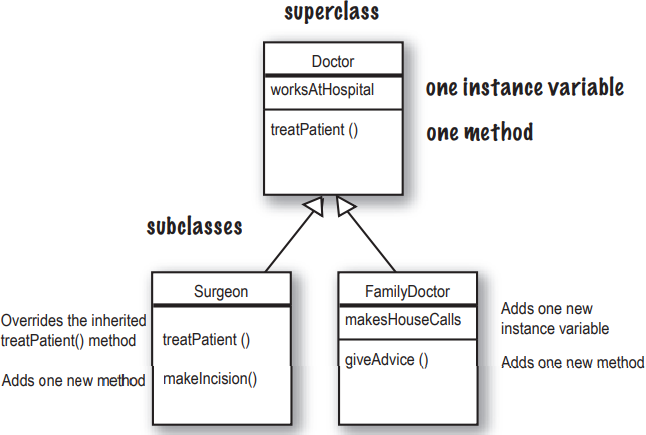 superclass
Doctor
worksAtHospital
one instance variable
treatPatient ()
one method
subclasses
Surgeon
FamilyDoctor
Overrides the inherited
treatPatient() method
treatPatient ()
makesHouseCalls
Adds one new
instance variable
Adds one new method
makeIncision()
giveAdvice ()
Adds one new method